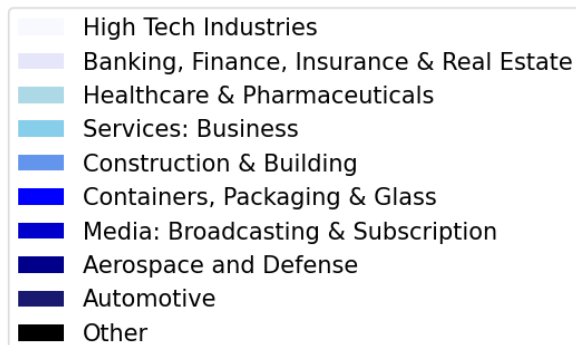 High Tech Industries
Banking, Finance, Insurance & Real Estate
Healthcare & Pharmaceuticals
Services: Business
Construction & Building
Containers, Packaging & Glass
Media: Broadcasting & Subscription
Aerospace and Defense
Automotive
Other